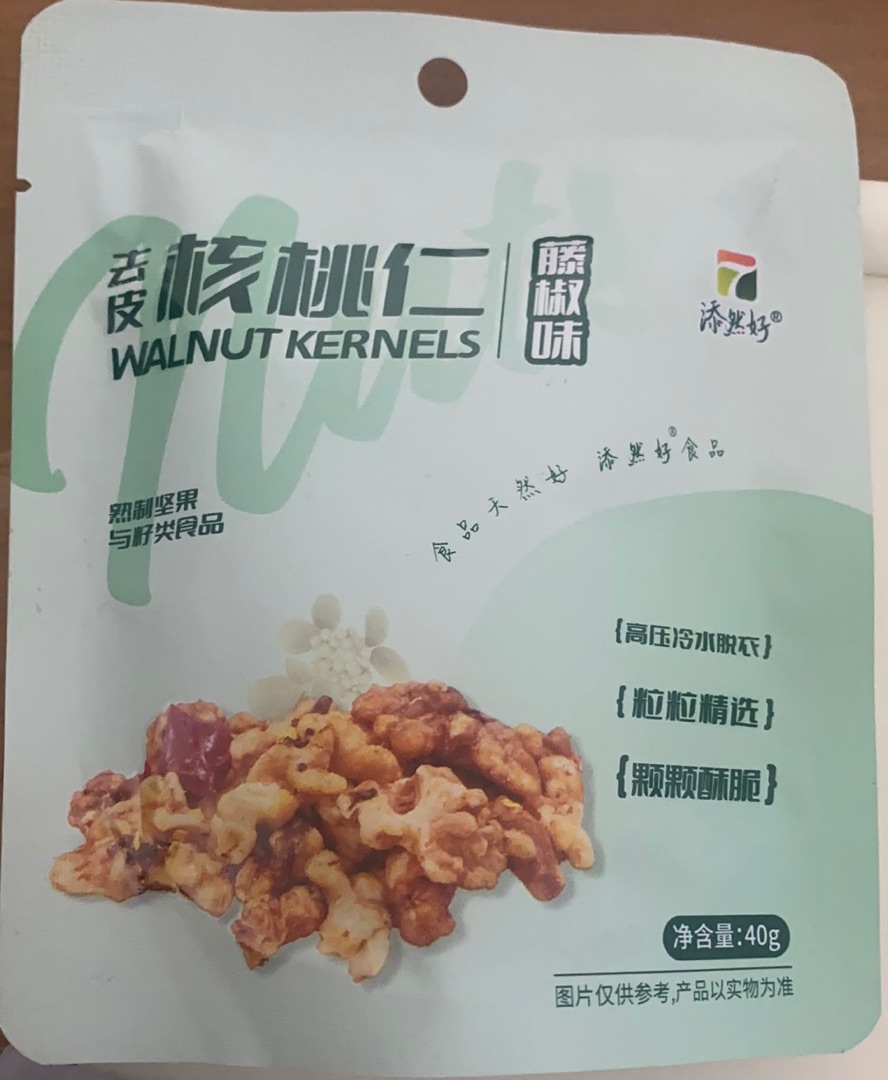 去皮核桃仁
WALNUT KERNELS
藤椒味
添然好®
Nut
熟制坚果
与籽类食品
食品天然好 添然好®食品
{高压冷水脱衣}
{粒粒精选}
{颗颗酥脆}
净含量:40g
图片仅供参考,产品以实物为准